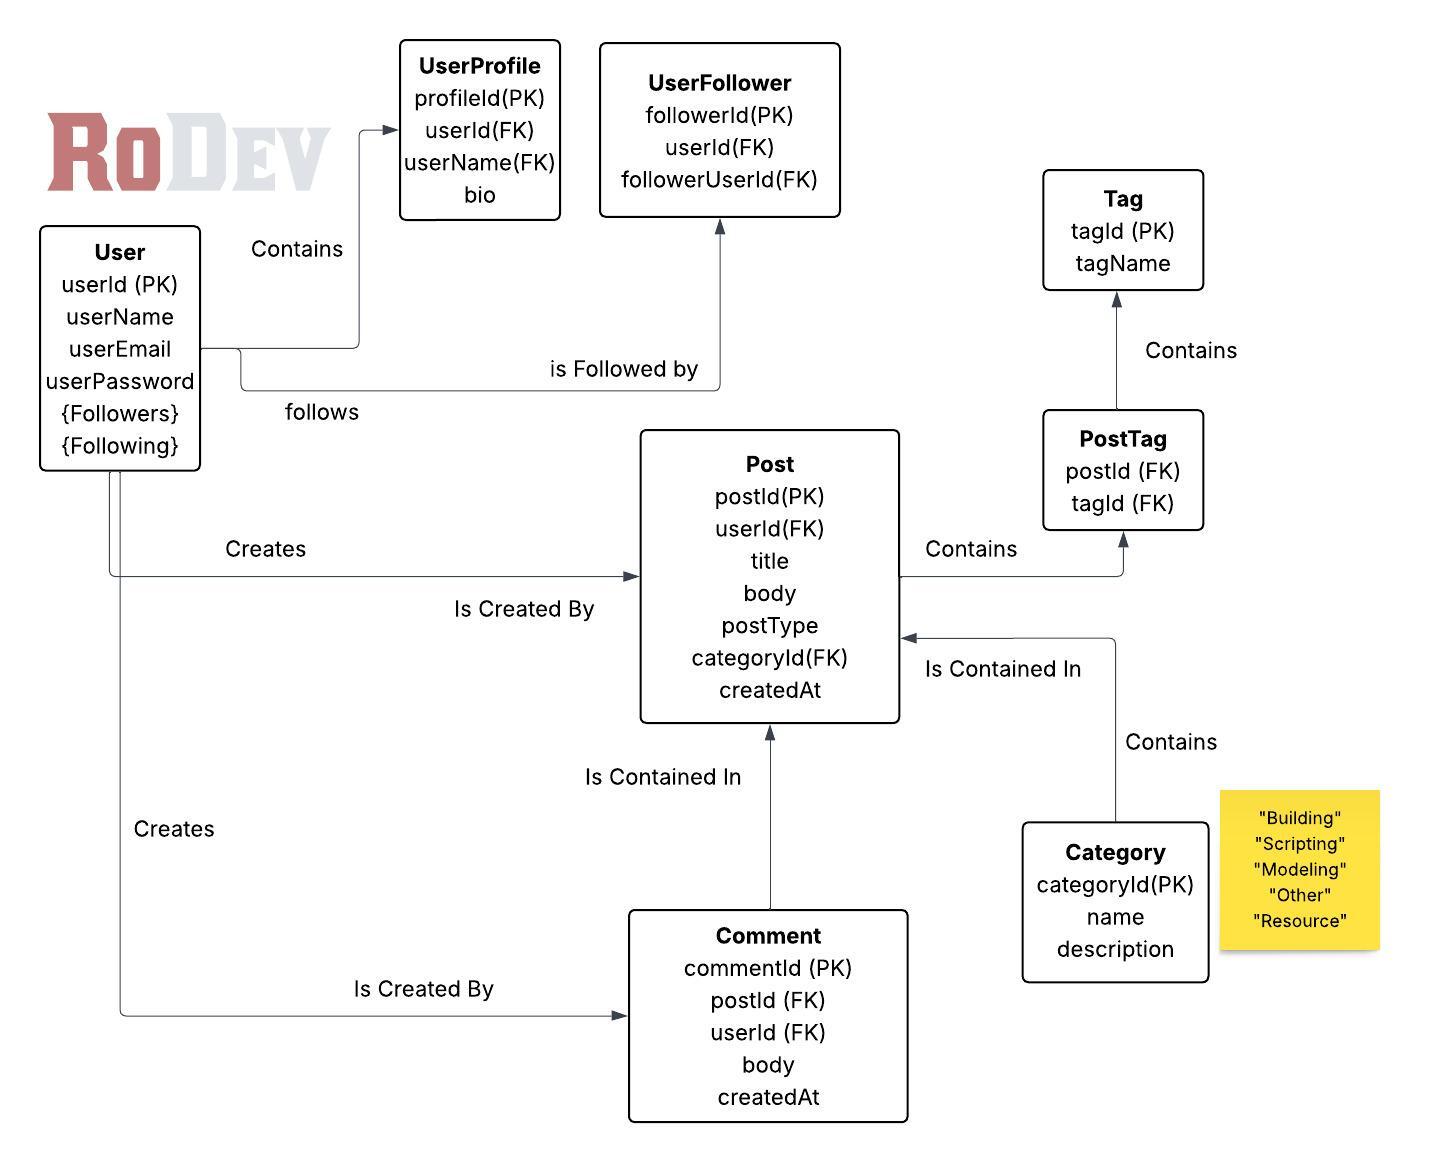 RODEV
UserProfile
profileId(PK)
userId(FK)
userName(FK)
bio
UserFollower
followerId(PK)
userId(FK)
followerUserId(FK)
Tag
tagId (PK)
tagName
User
userId (PK)
userName
userEmail
userPassword
{Followers}
{Following}
Contains
is Followed by
follows
Contains
PostTag
postId (FK)
tagId (FK)
Post
postId(PK)
userId(FK)
title
body
postType
categoryId(FK)
createdAt
Creates
Is Created By
Contains
Is Contained In
Contains
Is Contained In
Creates
Is Created By
Category
categoryId(PK)
name
description
"Building"
"Scripting"
"Modeling"
"Other"
"Resource"
Comment
commentId (PK)
postId (FK)
userId (FK)
body
createdAt